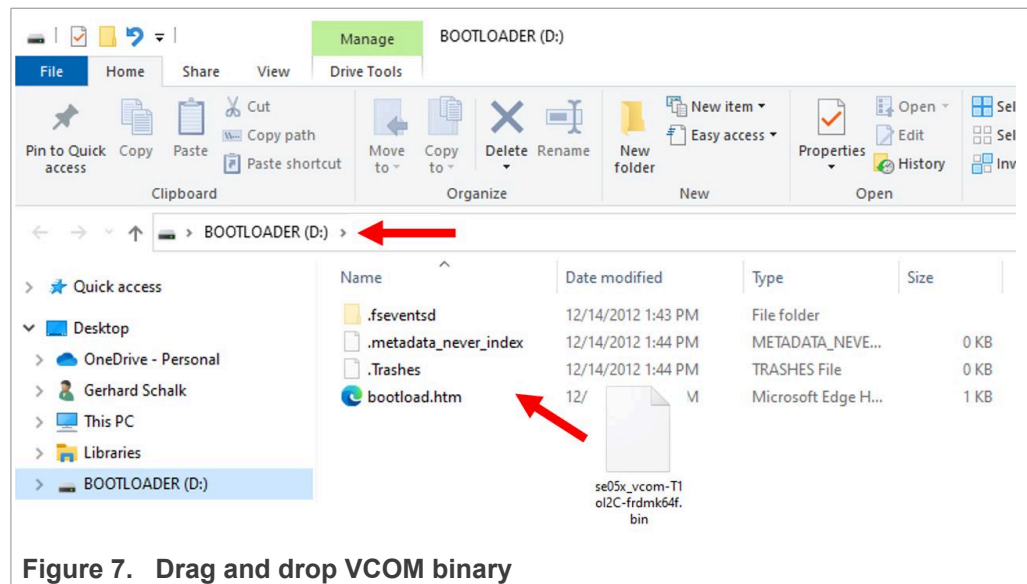 Manage BOOTLOADER (D:)
File Home Share View Drive Tools
Pin to Quick access
Copy
Paste
Cut
Copy path
Paste shortcut
Clipboard
Move to
Copy to
Delete
Rename
Organize
New folder
New item
Easy access
New
Properties
Open
Edit
History
Open
Sel
Sel
Inv
BOOTLOADER (D:)
Name Date modified Type Size
Quick access
Desktop
OneDrive - Personal
Gerhard Schalk
This PC
Libraries
BOOTLOADER (D:)
.fseventsd 12/14/2012 1:43 PM File folder
.metadata_never_index 12/14/2012 1:44 PM METADATA_NEVE... 0 KB
.Trashes 12/14/2012 1:44 PM TRASHES File 0 KB
bootload.htm 12/ M Microsoft Edge H... 1 KB
se05x_vcom-T1
oI2C-frdmk64f.
bin
Figure 7. Drag and drop VCOM binary